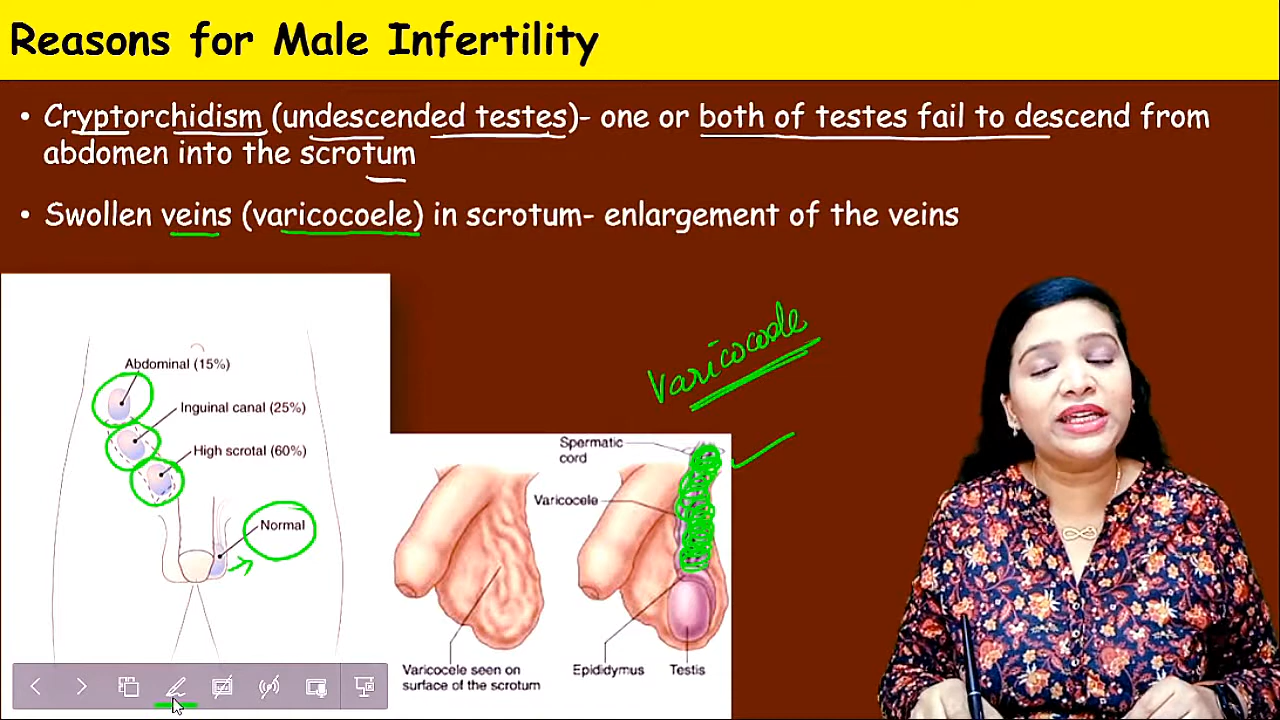 Reasons for Male Infertility
• Cryptorchidism (undescended testes)- one or both of testes fail to descend from
abdomen into the scrotum
• Swollen veins (varicocoele) in scrotum- enlargement of the veins
Abdominal (15%)
Inguinal canal (25%)
High scrotal (60%)
Normal
Varicocoele
Spermatic
cord
Varicocele
Varicocele seen on
surface of the scrotum
Epididymus
Testis